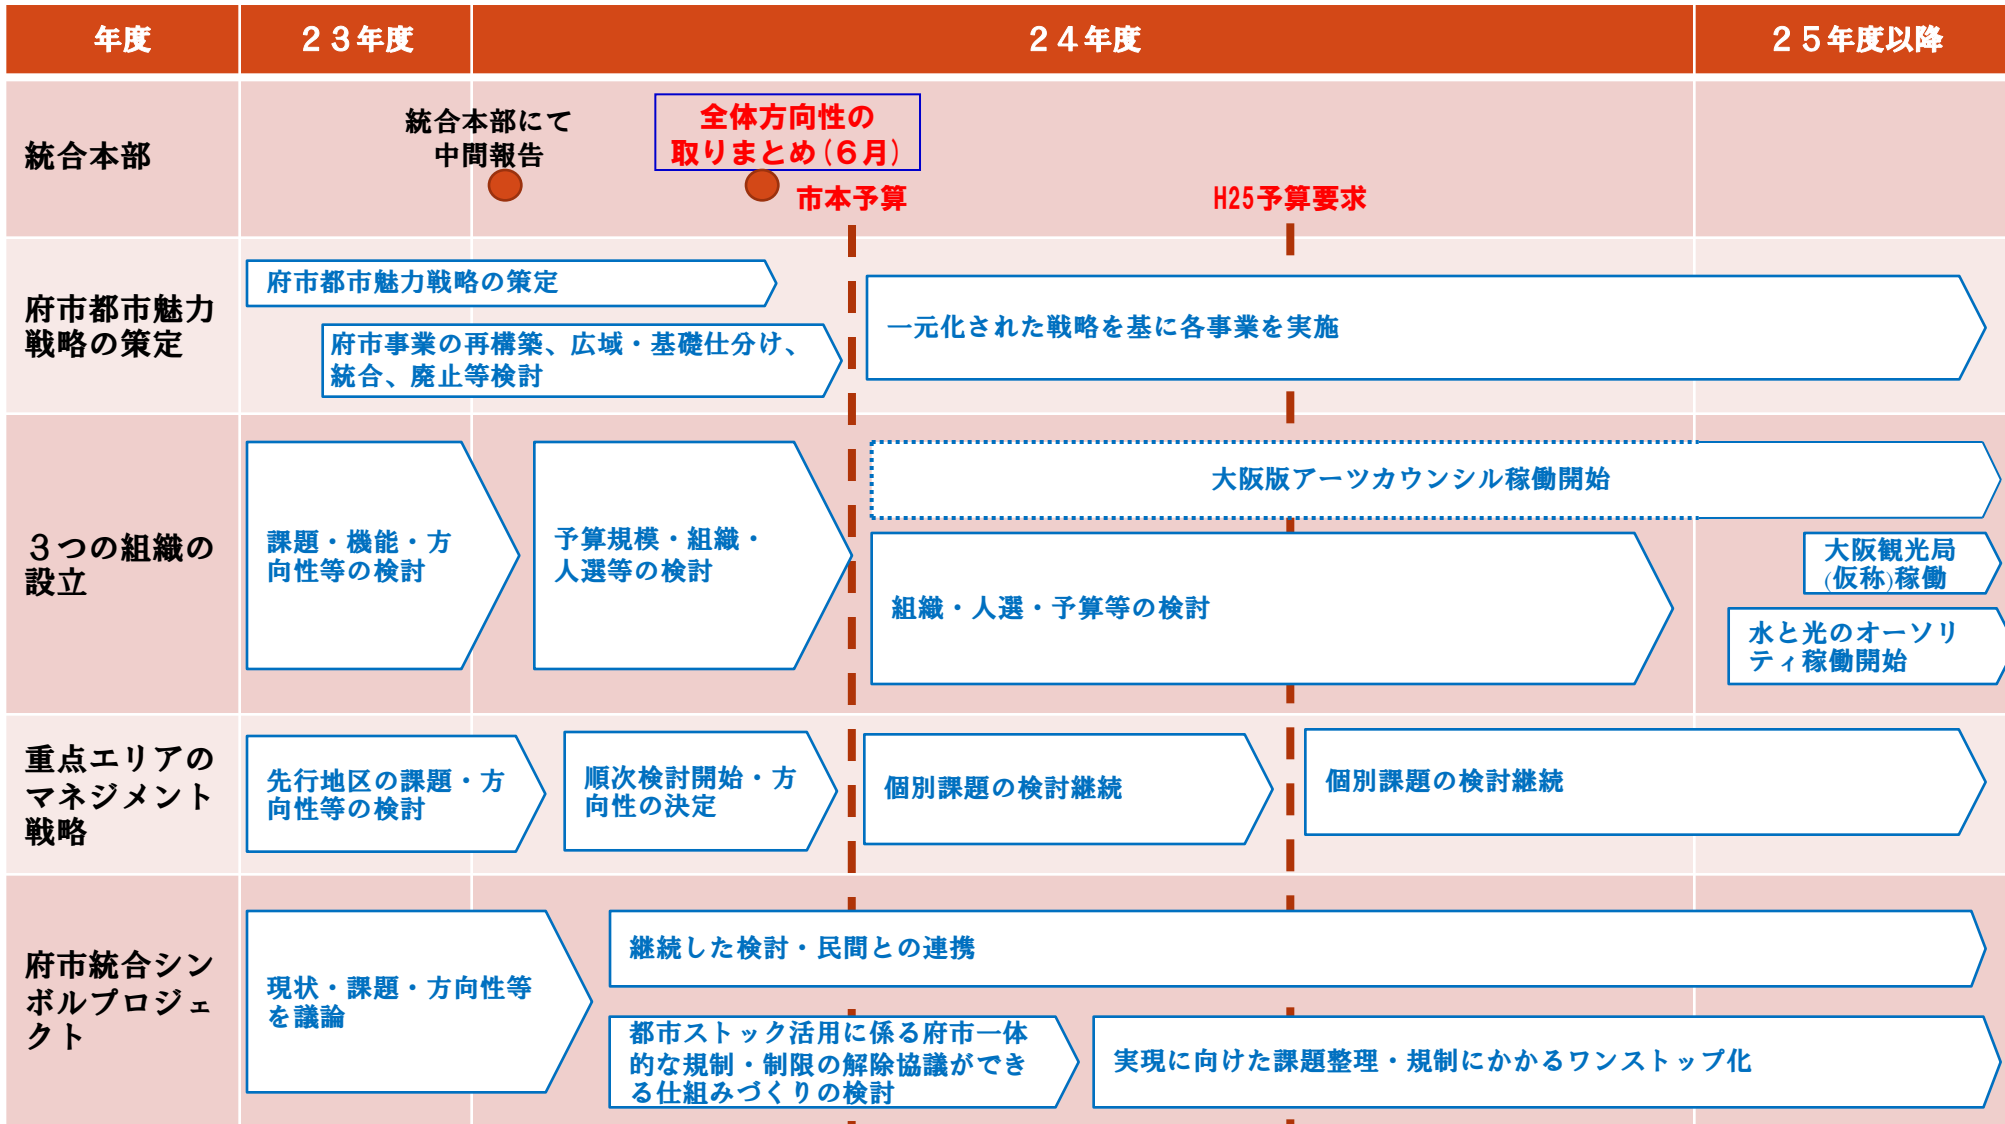 年度
２３年度
２４年度
２５年度以降
統合本部
統合本部にて
中間報告
全体方向性の
取りまとめ(６月)
市本予算
H25予算要求
府市都市魅力
戦略の策定
府市都市魅力戦略の策定
府市事業の再構築、広域・基礎仕分け、
統合、廃止等検討
一元化された戦略を基に各事業を実施
３つの組織の
設立
課題・機能・方
向性等の検討
予算規模・組織・
人選等の検討
大阪版アーツカウンシル稼働開始
組織・人選・予算等の検討
大阪観光局
(仮称)稼働
水と光のオーソリ
ティ稼働開始
重点エリアの
マネジメント
戦略
先行地区の課題・方
向性等の検討
順次検討開始・方
向性の決定
個別課題の検討継続
個別課題の検討継続
府市統合シン
ボルプロジェ
クト
現状・課題・方向性等
を議論
継続した検討・民間との連携
都市ストック活用に係る府市一体
的な規制・制限の解除協議ができ
る仕組みづくりの検討
実現に向けた課題整理・規制にかかるワンストップ化